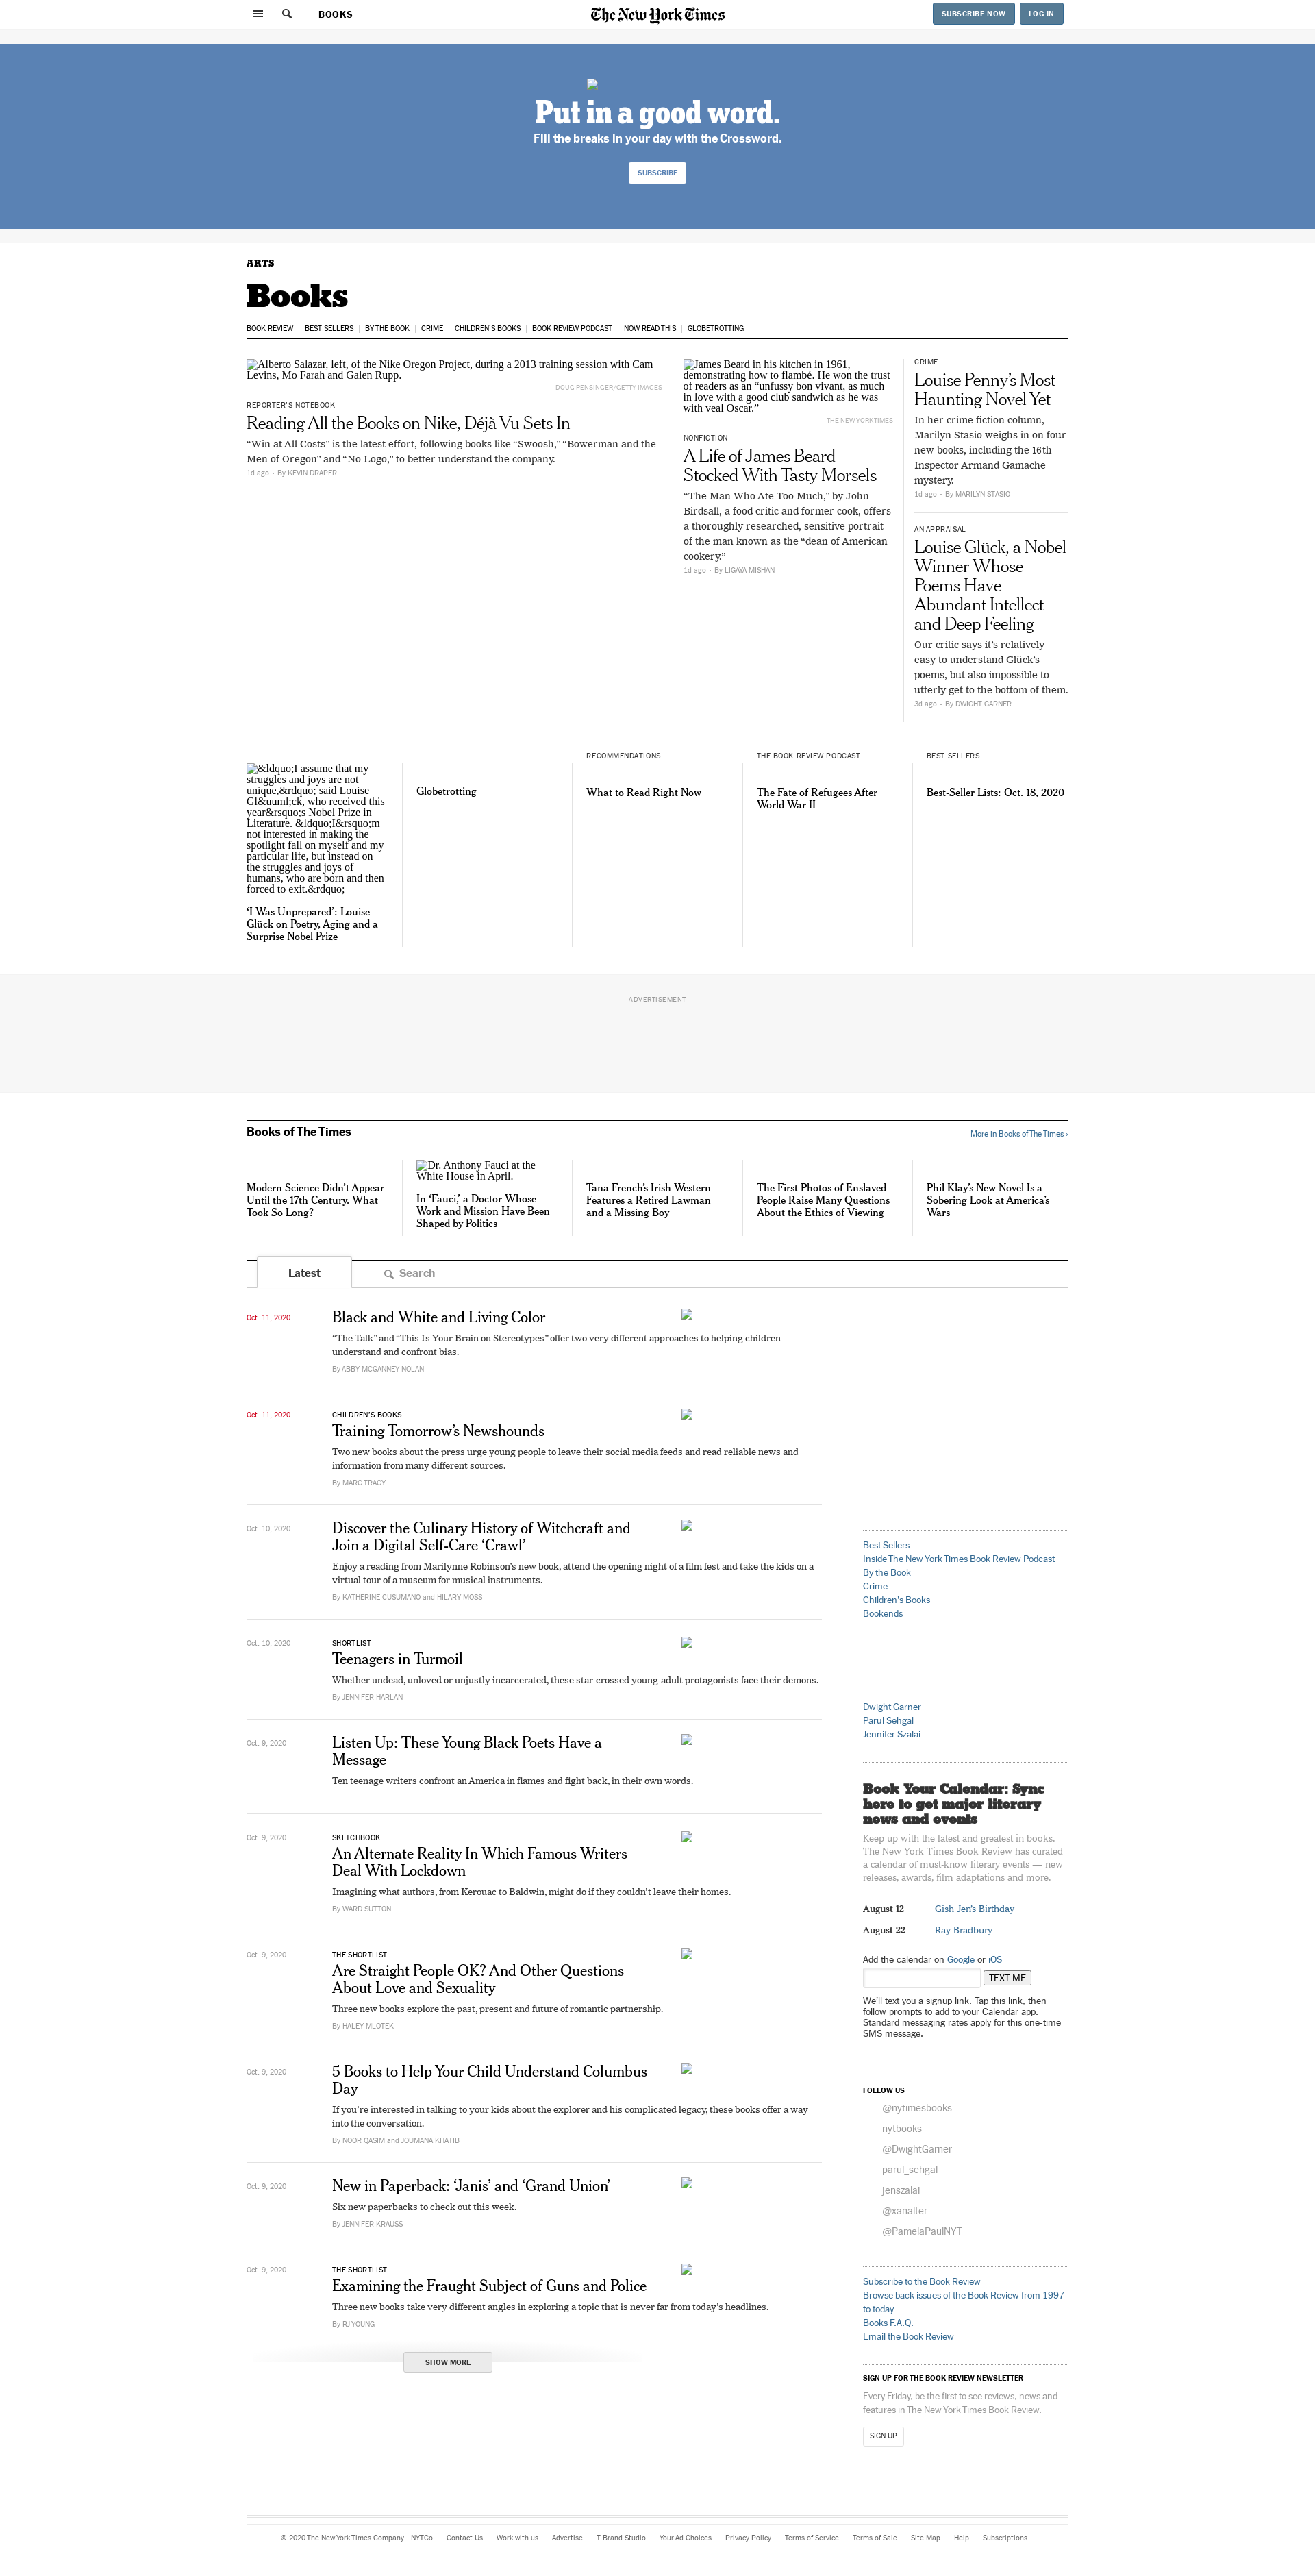 BOOKS
The New York Times
SUBSCRIBE NOW
LOG IN
Put in a good word.
Fill the breaks in your day with the Crossword.
SUBSCRIBE
ARTS
Books
BOOK REVIEW | BEST SELLERS | BY THE BOOK | CRIME | CHILDREN'S BOOKS | BOOK REVIEW PODCAST | NOW READ THIS | GLOBETROTTING
Alberto Salazar, left, of the Nike Oregon Project, during a 2013 training session with Cam
Levins, Mo Farah and Galen Rupp.
DOUG PENSINGER/GETTY IMAGES
REPORTER'S NOTEBOOK
Reading All the Books on Nike, Déjà Vu Sets In
“Win at All Costs” is the latest effort, following books like “Swoosh,” “Bowerman and the
Men of Oregon” and “No Logo,” to better understand the company.
1d ago • By KEVIN DRAPER
James Beard in his kitchen in 1961,
demonstrating how to flambé. He won the trust
of readers as an “unfussy bon vivant, as much
in love with a good club sandwich as he was
with veal Oscar.”
THE NEW YORK TIMES
NONFICTION
A Life of James Beard
Stocked With Tasty Morsels
“The Man Who Ate Too Much,” by John
Birdsall, a food critic and former cook, offers
a thoroughly researched, sensitive portrait
of the man known as the “dean of American
cookery.”
1d ago • By LIGAYA MISHAN
CRIME
Louise Penny’s Most
Haunting Novel Yet
In her crime fiction column,
Marilyn Stasio weighs in on four
new books, including the 16th
Inspector Armand Gamache
mystery.
1d ago • By MARILYN STASIO
AN APPRAISAL
Louise Glück, a Nobel
Winner Whose
Poems Have
Abundant Intellect
and Deep Feeling
Our critic says it’s relatively
easy to understand Glück’s
poems, but also impossible to
utterly get to the bottom of them.
3d ago • By DWIGHT GARNER
&ldquo;I assume that my
struggles and joys are not
unique,&rdquo; said Louise
Gl&uuml;ck, who received this
year&rsquo;s Nobel Prize in
Literature. &ldquo;I&rsquo;m
not interested in making the
spotlight fall on myself and my
particular life, but instead on
the struggles and joys of
humans, who are born and then
forced to exit.&rdquo;
‘I Was Unprepared’: Louise
Glück on Poetry, Aging and a
Surprise Nobel Prize
Globetrotting
RECOMMENDATIONS
What to Read Right Now
THE BOOK REVIEW PODCAST
The Fate of Refugees After
World War II
BEST SELLERS
Best-Seller Lists: Oct. 18, 2020
ADVERTISEMENT
Books of The Times
More in Books of The Times ›
Modern Science Didn’t Appear
Until the 17th Century. What
Took So Long?
Dr. Anthony Fauci at the
White House in April.
In ‘Fauci,’ a Doctor Whose
Work and Mission Have Been
Shaped by Politics
Tana French’s Irish Western
Features a Retired Lawman
and a Missing Boy
The First Photos of Enslaved
People Raise Many Questions
About the Ethics of Viewing
Phil Klay’s New Novel Is a
Sobering Look at America’s
Wars
Latest
Search
Oct. 11, 2020
Black and White and Living Color
“The Talk” and “This Is Your Brain on Stereotypes” offer two very different approaches to helping children
understand and confront bias.
By ABBY MCGANNEY NOLAN
Oct. 11, 2020
CHILDREN'S BOOKS
Training Tomorrow’s Newshounds
Two new books about the press urge young people to leave their social media feeds and read reliable news and
information from many different sources.
By MARC TRACY
Oct. 10, 2020
Discover the Culinary History of Witchcraft and
Join a Digital Self-Care ‘Crawl’
Enjoy a reading from Marilynne Robinson’s new book, attend the opening night of a film fest and take the kids on a
virtual tour of a museum for musical instruments.
By KATHERINE CUSUMANO and HILARY MOSS
Oct. 10, 2020
SHORTLIST
Teenagers in Turmoil
Whether undead, unloved or unjustly incarcerated, these star-crossed young-adult protagonists face their demons.
By JENNIFER HARLAN
Oct. 9, 2020
Listen Up: These Young Black Poets Have a
Message
Ten teenage writers confront an America in flames and fight back, in their own words.
Oct. 9, 2020
SKETCHBOOK
An Alternate Reality In Which Famous Writers
Deal With Lockdown
Imagining what authors, from Kerouac to Baldwin, might do if they couldn’t leave their homes.
By WARD SUTTON
Oct. 9, 2020
THE SHORTLIST
Are Straight People OK? And Other Questions
About Love and Sexuality
Three new books explore the past, present and future of romantic partnership.
By HALEY MLOTEK
Oct. 9, 2020
5 Books to Help Your Child Understand Columbus
Day
If you’re interested in talking to your kids about the explorer and his complicated legacy, these books offer a way
into the conversation.
By NOOR QASIM and JOUMANA KHATIB
Oct. 9, 2020
New in Paperback: ‘Janis’ and ‘Grand Union’
Six new paperbacks to check out this week.
By JENNIFER KRAUSS
Oct. 9, 2020
THE SHORTLIST
Examining the Fraught Subject of Guns and Police
Three new books take very different angles in exploring a topic that is never far from today’s headlines.
By RJ YOUNG
SHOW MORE
Best Sellers
Inside The New York Times Book Review Podcast
By the Book
Crime
Children's Books
Bookends
Dwight Garner
Parul Sehgal
Jennifer Szalai
Book Your Calendar: Sync
here to get major literary
news and events
Keep up with the latest and greatest in books.
The New York Times Book Review has curated
a calendar of must-know literary events — new
releases, awards, film adaptations and more.
August 12 Gish Jen's Birthday
August 22 Ray Bradbury
Add the calendar on Google or iOS
TEXT ME
We'll text you a signup link. Tap this link, then
follow prompts to add to your Calendar app.
Standard messaging rates apply for this one-time
SMS message.
FOLLOW US
@nytimesbooks
nytbooks
@DwightGarner
parul_sehgal
jenszalai
@xanalter
@PamelaPaulNYT
Subscribe to the Book Review
Browse back issues of the Book Review from 1997
to today
Books F.A.Q.
Email the Book Review
SIGN UP FOR THE BOOK REVIEW NEWSLETTER
Every Friday, be the first to see reviews, news and
features in The New York Times Book Review.
SIGN UP
© 2020 The New York Times Company NYTCo Contact Us Work with us Advertise T Brand Studio Your Ad Choices Privacy Policy Terms of Service Terms of Sale Site Map Help Subscriptions